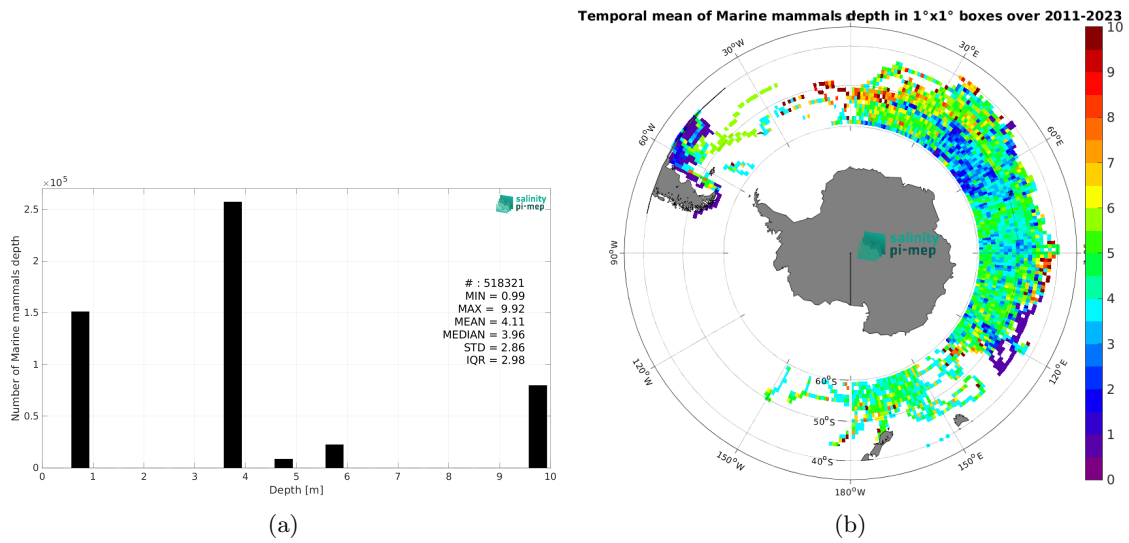 ×10⁵
2.5
2
1.5
1
0.5
0
0 1 2 3 4 5 6 7 8 9 10
Depth [m]
Number of Marine mammals depth
salinity
pi-mep
# : 518321
MIN = 0.99
MAX = 9.92
MEAN = 4.11
MEDIAN = 3.96
STD = 2.86
IQR = 2.98
(a)
Temporal mean of Marine mammals depth in 1°x1° boxes over 2011-2023
30°W
30°E
60°W
60°E
90°W
120°W
120°E
150°W
150°E
180°W
60°S
50°S
40°S
salinity
pi-mep
10
9
8
7
6
5
4
3
2
1
0
(b)